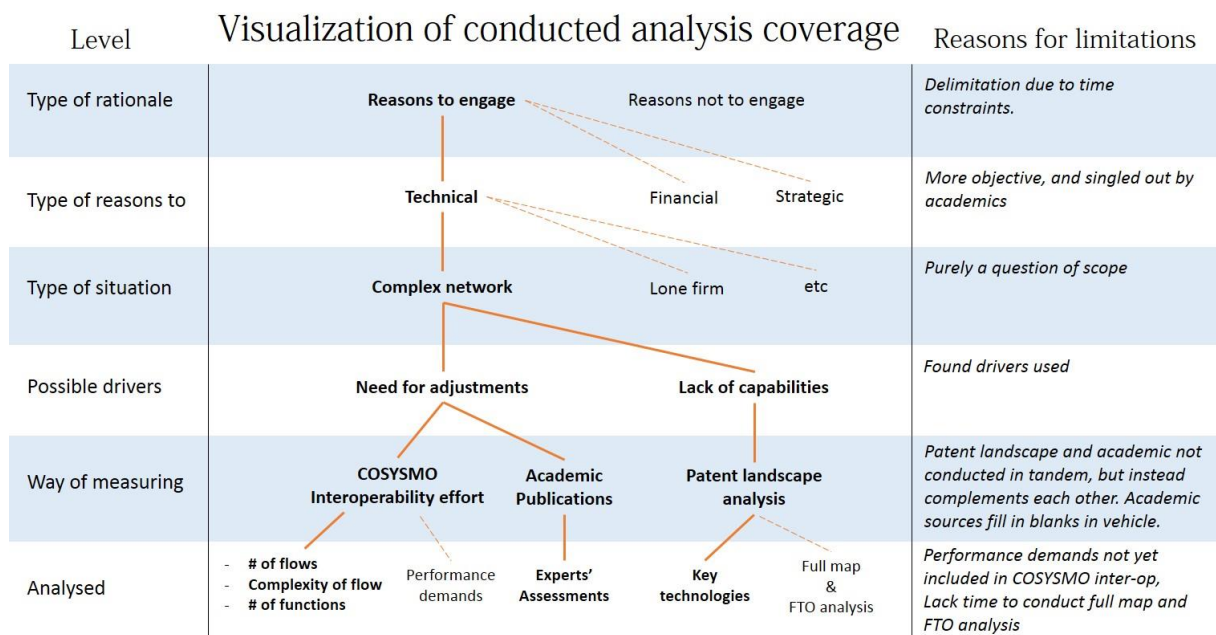 Level
Visualization of conducted analysis coverage
Reasons for limitations
Type of rationale
Reasons to engage
Reasons not to engage
Delimitation due to time
constraints.
Type of reasons to
Technical
Financial
Strategic
More objective, and singled out by
academics
Type of situation
Complex network
Lone firm
etc
Purely a question of scope
Possible drivers
Need for adjustments
Lack of capabilities
Found drivers used
Way of measuring
COSYSMO
Interoperability effort
Academic
Publications
Patent landscape
analysis
Patent landscape and academic not
conducted in tandem, but instead
complements each other. Academic
sources fill in blanks in vehicle.
Analysed
- # of flows
- Complexity of flow
- # of functions
Performance
demands
Experts’
Assessments
Key
technologies
Full map
&
FTO analysis
Performance demands not yet
included in COSYSMO inter-op,
Lack time to conduct full map and
FTO analysis